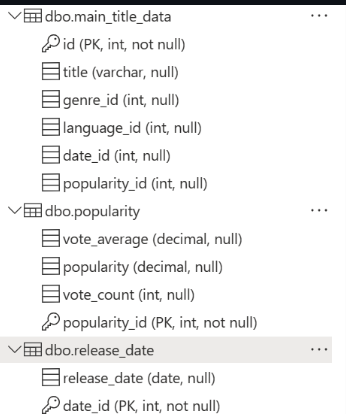 dbo.main_title_data ...
id (PK, int, not null)
title (varchar, null)
genre_id (int, null)
language_id (int, null)
date_id (int, null)
popularity_id (int, null)
dbo.popularity ...
vote_average (decimal, null)
popularity (decimal, null)
vote_count (int, null)
popularity_id (PK, int, not null)
dbo.release_date ...
release_date (date, null)
date_id (PK, int, not null)